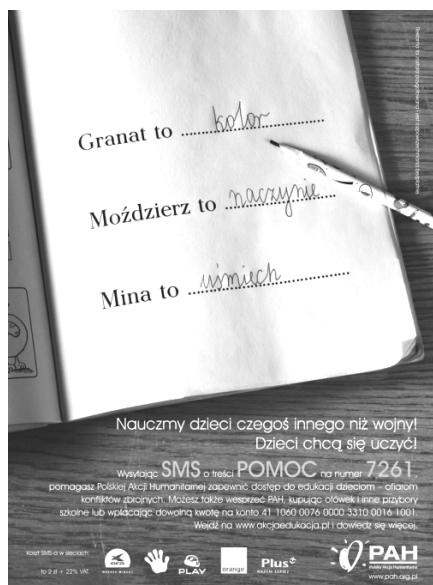 Granat to kolor
Moździerz to naczynie
Mina to uśmiech
Nauczmy dzieci czegoś innego niż wojny!
Dzieci chcą się uczyć!
Wysyłając SMS o treści POMOC na numer 7261,
pomagasz Polskiej Akcji Humanitarnej zapewnić dostęp do edukacji dzieciom – ofiarom
konfliktów zbrojnych. Możesz także wesprzeć PAH, kupując ołówek i inne przybory
szkolne lub wpłacając dowolną kwotę na konto 41 1060 0076 0000 3310 0016 1001.
Wejdź na www.akcjaedukacja.pl i dowiedz się więcej.
Koszt SMS-a w sieciach:
to 2 zł + 22% VAT.
PLAY
orange
Plus
PAH
Polska Akcja Humanitarna
www.pah.org.pl